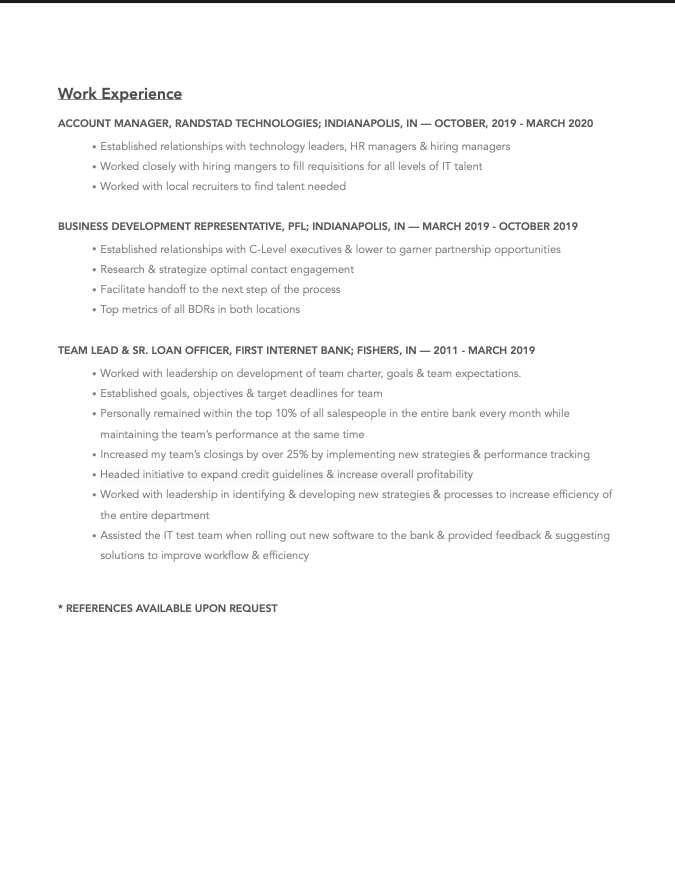 Work Experience
ACCOUNT MANAGER, RANDSTAD TECHNOLOGIES; INDIANAPOLIS, IN — OCTOBER, 2019 - MARCH 2020
• Established relationships with technology leaders, HR managers & hiring managers
• Worked closely with hiring mangers to fill requisitions for all levels of IT talent
• Worked with local recruiters to find talent needed
BUSINESS DEVELOPMENT REPRESENTATIVE, PFL; INDIANAPOLIS, IN — MARCH 2019 - OCTOBER 2019
• Established relationships with C-Level executives & lower to garner partnership opportunities
• Research & strategize optimal contact engagement
• Facilitate handoff to the next step of the process
• Top metrics of all BDRs in both locations
TEAM LEAD & SR. LOAN OFFICER, FIRST INTERNET BANK; FISHERS, IN — 2011 - MARCH 2019
• Worked with leadership on development of team charter, goals & team expectations.
• Established goals, objectives & target deadlines for team
• Personally remained within the top 10% of all salespeople in the entire bank every month while
maintaining the team’s performance at the same time
• Increased my team’s closings by over 25% by implementing new strategies & performance tracking
• Headed initiative to expand credit guidelines & increase overall profitability
• Worked with leadership in identifying & developing new strategies & processes to increase efficiency of
the entire department
• Assisted the IT test team when rolling out new software to the bank & provided feedback & suggesting
solutions to improve workflow & efficiency
* REFERENCES AVAILABLE UPON REQUEST